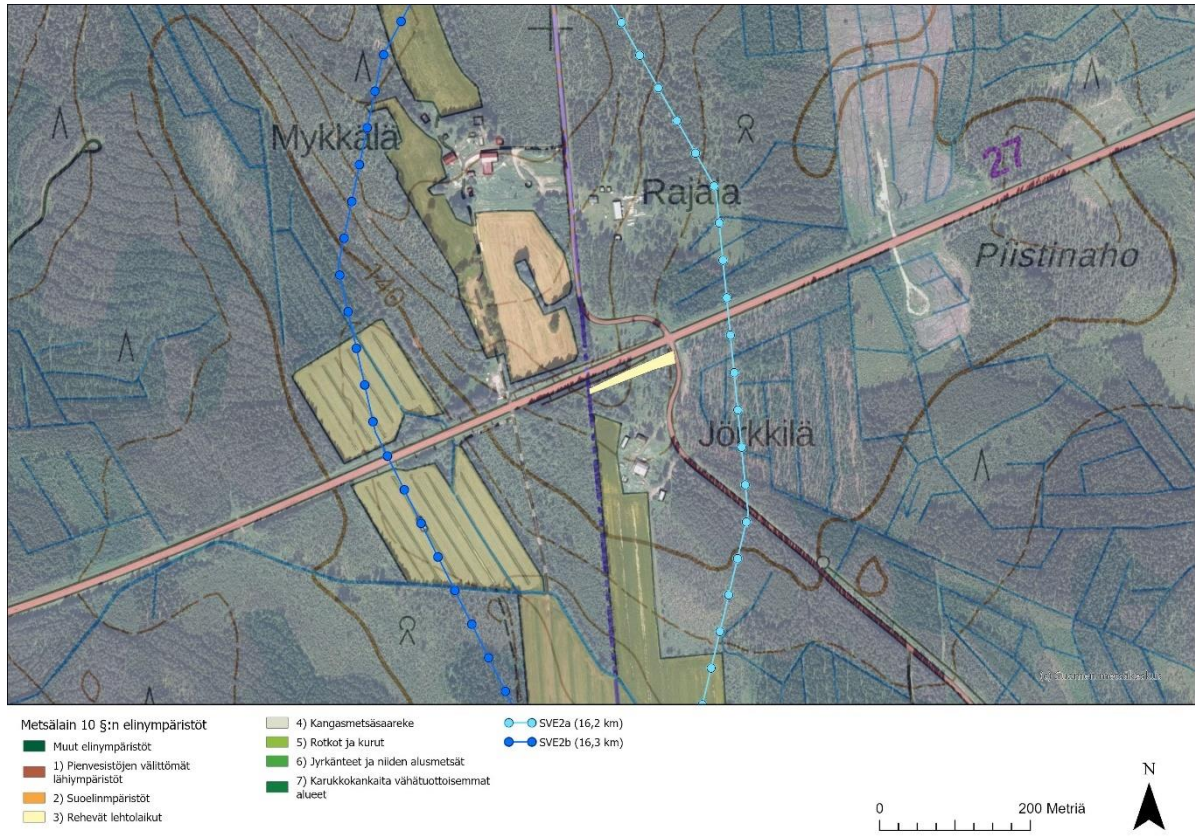 Mykkälä
Rajala
27
Piistinaho
140
Jörkkilä
Metsälain 10 §:n elinympäristöt
Muut elinympäristöt
1) Pienvesistöjen välittömät
lähiympäristöt
2) Suoelinmpäristöt
3) Rehevät lehtolaikut
4) Kangasmetsäsaareke
5) Rotkot ja kurut
6) Jyrkänteet ja niiden alusmetsät
7) Karukkokankaita vähätuottoisemmat
alueet
SVE2a (16,2 km)
SVE2b (16,3 km)
0 200 Metriä
N